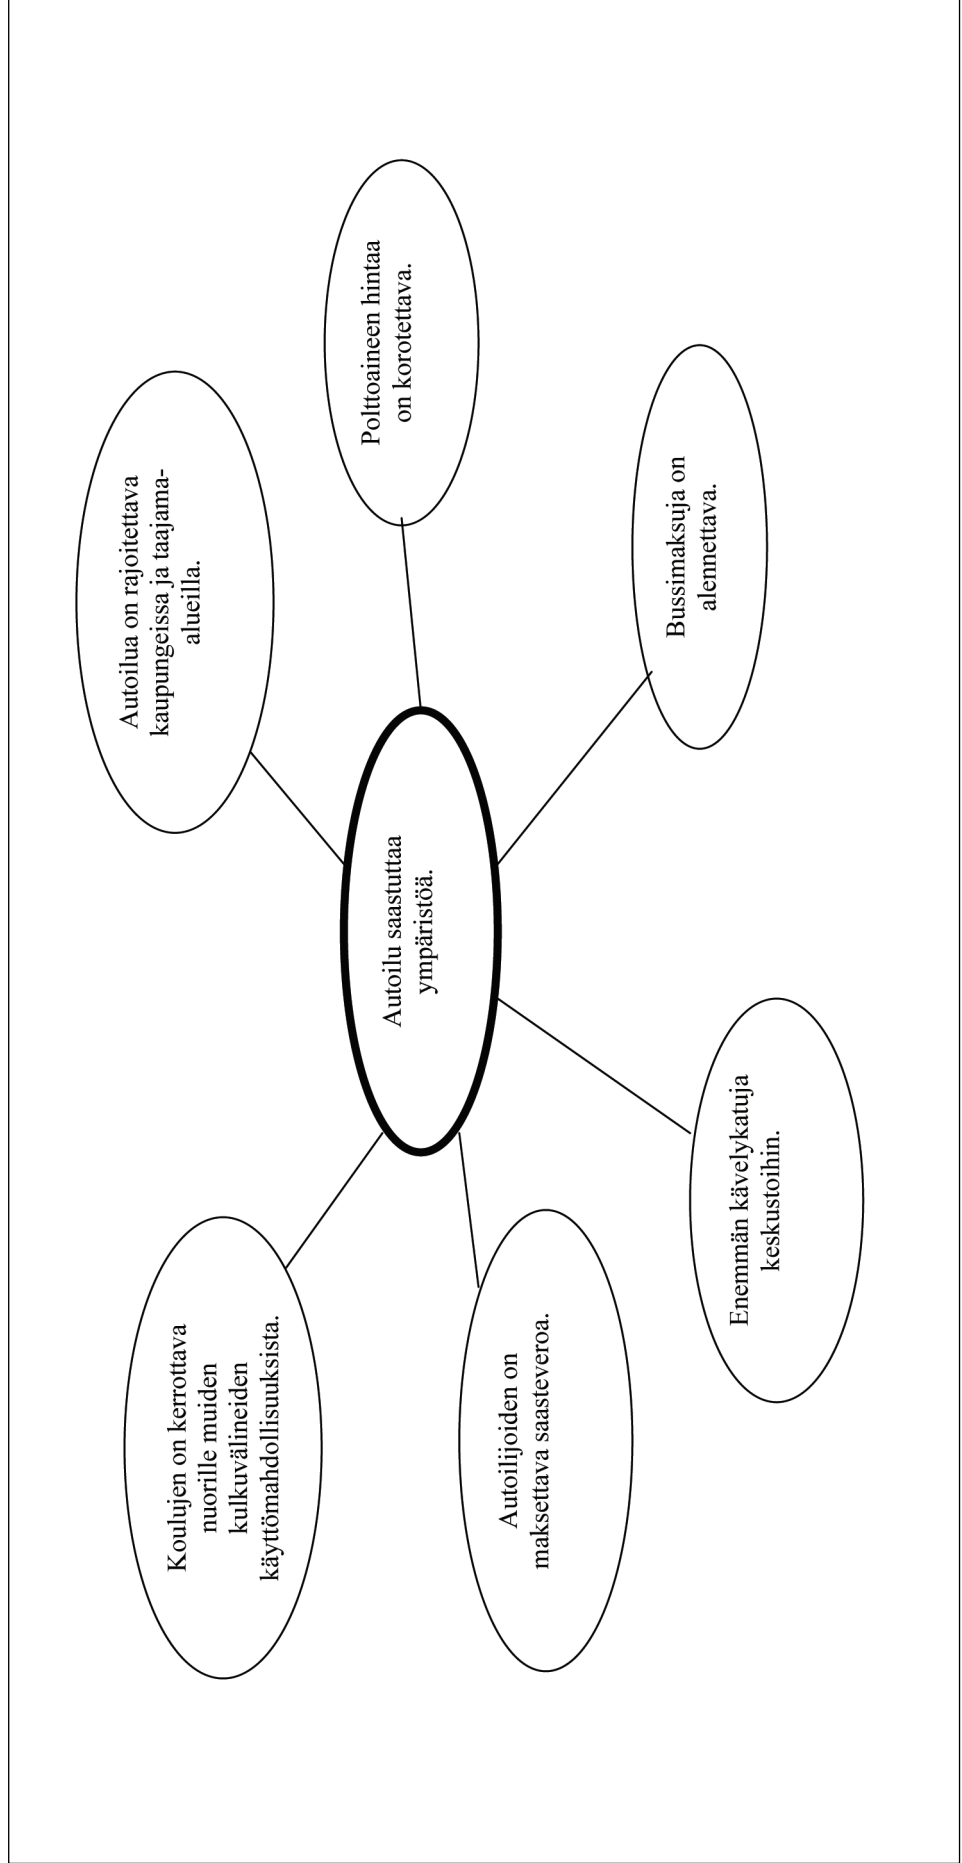 Koulujen on kerrottava
nuorille muiden
kulkuvälineiden
käyttömahdollisuuksista.
Autoilua on rajoitettava
kaupungeissa ja taajama-
alueilla.
Autoilu saastuttaa
ympäristöä.
Polttoaineen hintaa
on korotettava.
Autoilijoiden on
maksettava saasteveroa.
Bussimaksuja on
alennettava.
Enemmän kävelykatuja
keskustoihin.